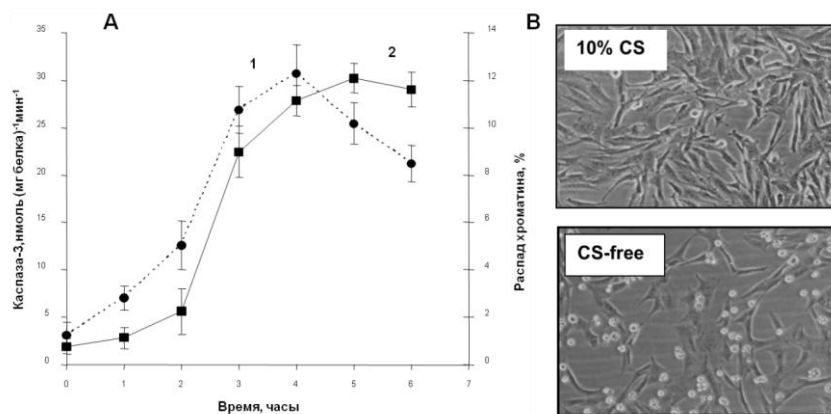 A
B
35
30
25
20
15
10
5
0
Каспаза-3,нмоль (мг белка)⁻¹мин⁻¹
1
2
14
12
10
8
6
4
2
0
Распад хроматина, %
0 1 2 3 4 5 6 7
Время, часы
10% CS
CS-free